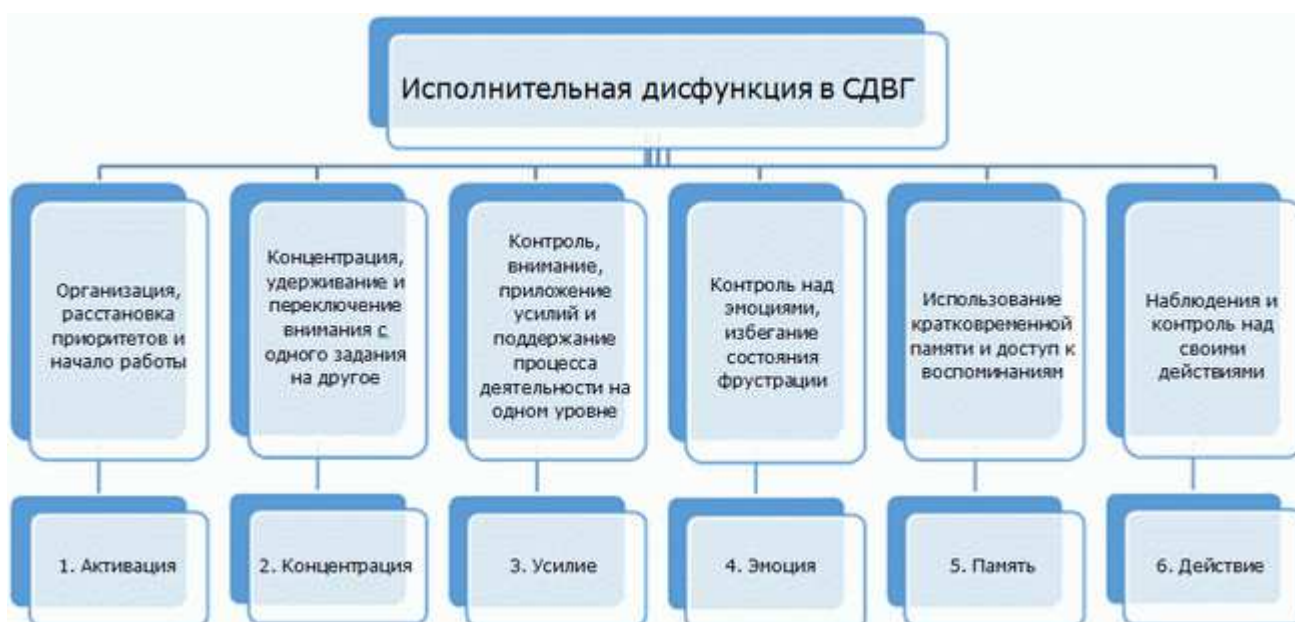 Исполнительная дисфункция в СДВГ
Организация,
расстановка
приоритетов и
начало работы
Концентрация,
удерживание и
переключение
внимания с
одного задания
на другое
Контроль,
внимание,
приложение
усилий и
поддержание
процесса
деятельности на
одном уровне
Контроль над
эмоциями,
избегание
состояния
фрустрации
Использование
кратковременной
памяти и доступ к
воспоминаниям
Наблюдения и
контроль над
своими
действиями
1. Активация
2. Концентрация
3. Усилие
4. Эмоция
5. Память
6. Действие